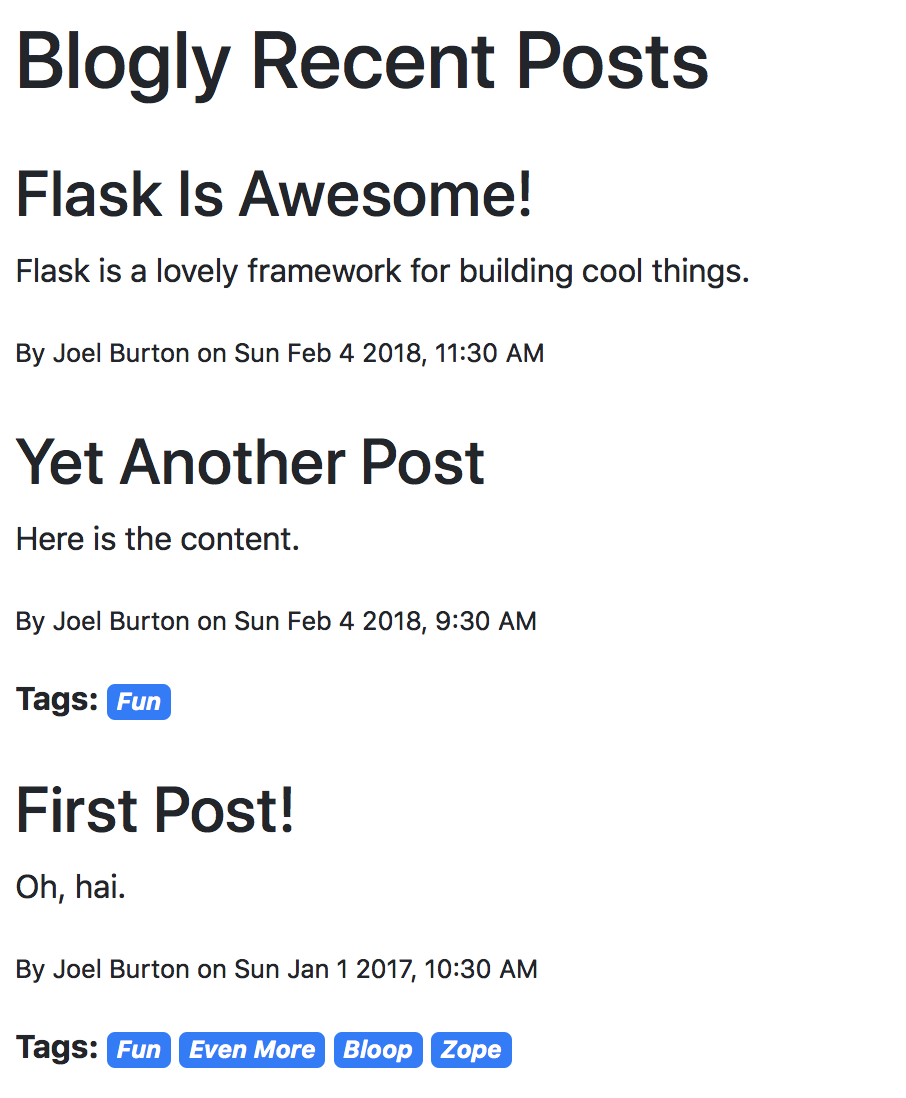 Blogly Recent Posts
Flask Is Awesome!
Flask is a lovely framework for building cool things.
By Joel Burton on Sun Feb 4 2018, 11:30 AM
Yet Another Post
Here is the content.
By Joel Burton on Sun Feb 4 2018, 9:30 AM
Tags: Fun
First Post!
Oh, hai.
By Joel Burton on Sun Jan 1 2017, 10:30 AM
Tags: Fun Even More Bloop Zope